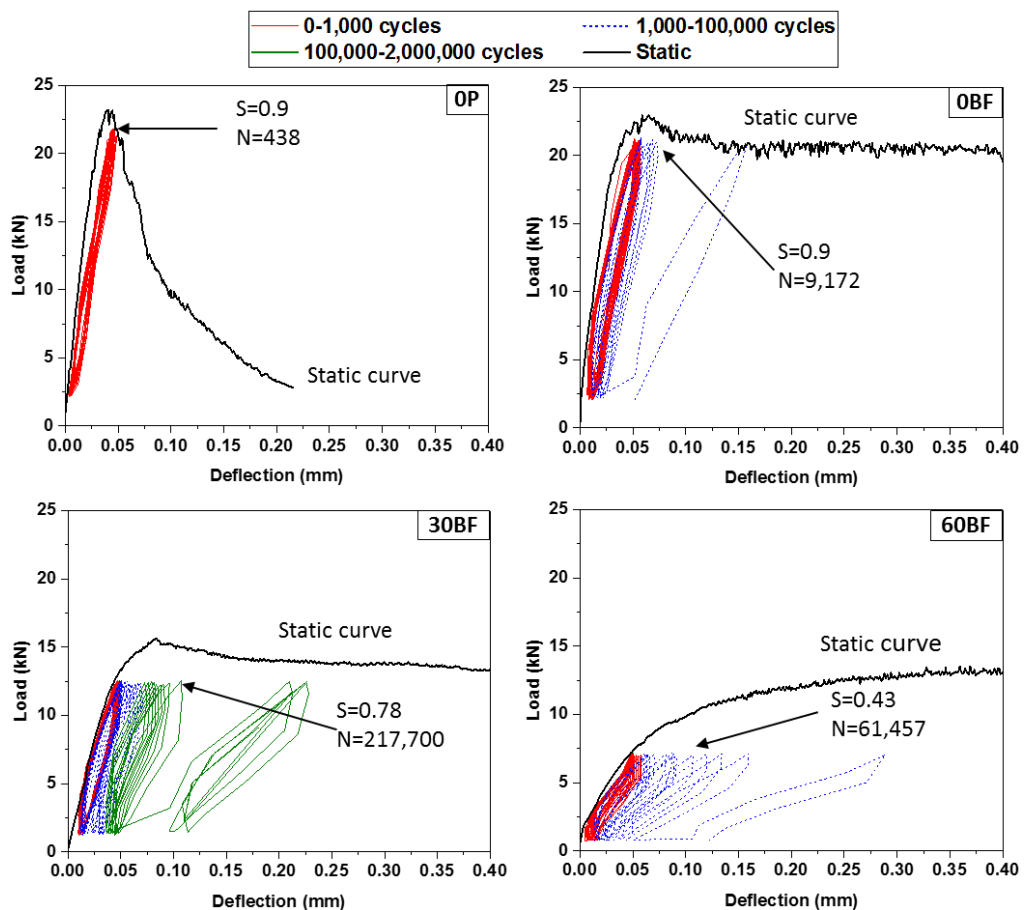 0-1,000 cycles
1,000-100,000 cycles
100,000-2,000,000 cycles
Static
25
20
15
10
5
0
Load (kN)
0P
S=0.9
N=438
Static curve
0.00 0.05 0.10 0.15 0.20 0.25 0.30 0.35 0.40
Deflection (mm)
25
20
15
10
5
0
Load (kN)
0BF
Static curve
S=0.9
N=9,172
0.00 0.05 0.10 0.15 0.20 0.25 0.30 0.35 0.40
Deflection (mm)
25
20
15
10
5
0
Load (kN)
30BF
Static curve
S=0.78
N=217,700
0.00 0.05 0.10 0.15 0.20 0.25 0.30 0.35 0.40
Deflection (mm)
25
20
15
10
5
0
Load (kN)
60BF
Static curve
S=0.43
N=61,457
0.00 0.05 0.10 0.15 0.20 0.25 0.30 0.35 0.40
Deflection (mm)